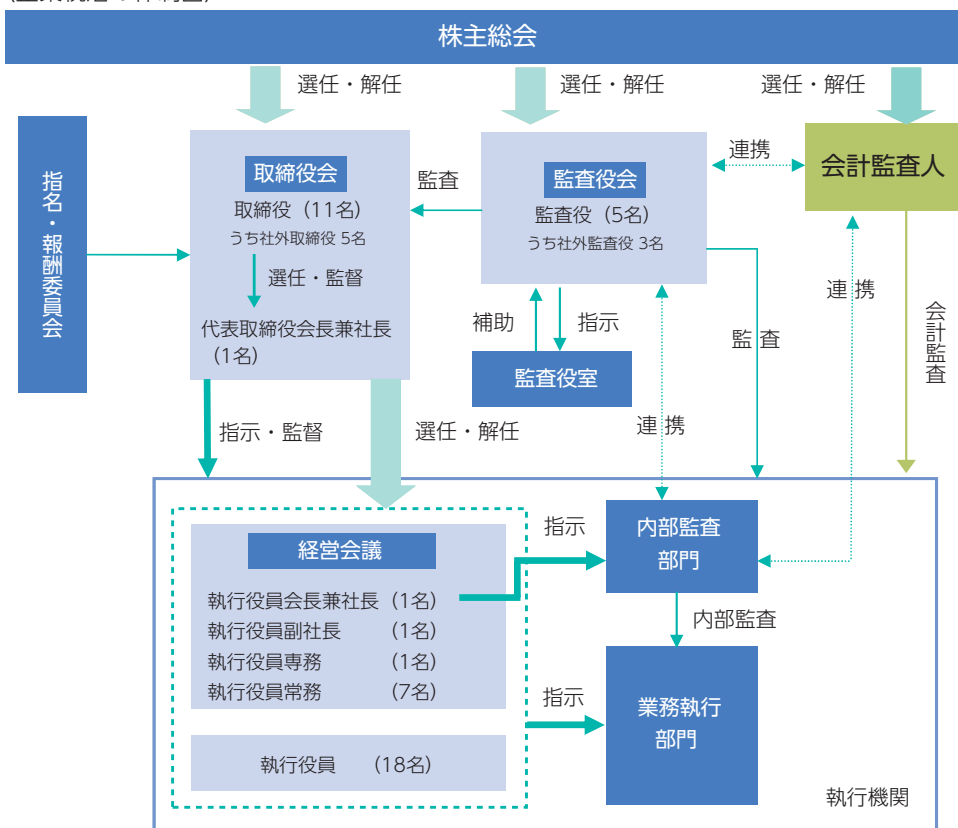 株主総会
選任・解任
選任・解任
選任・解任
指名・報酬委員会
取締役会
取締役（11名）
うち社外取締役 5名
選任・監督
代表取締役会長兼社長
（1名）
監査
監査役会
監査役（5名）
うち社外監査役 3名
連携
会計監査人
補助
指示
監査役室
監査
連携
会計監査
指示・監督
選任・解任
連携
経営会議
執行役員会長兼社長（1名）
執行役員副社長（1名）
執行役員専務（1名）
執行役員常務（7名）
執行役員（18名）
指示
内部監査
部門
内部監査
指示
業務執行
部門
執行機関